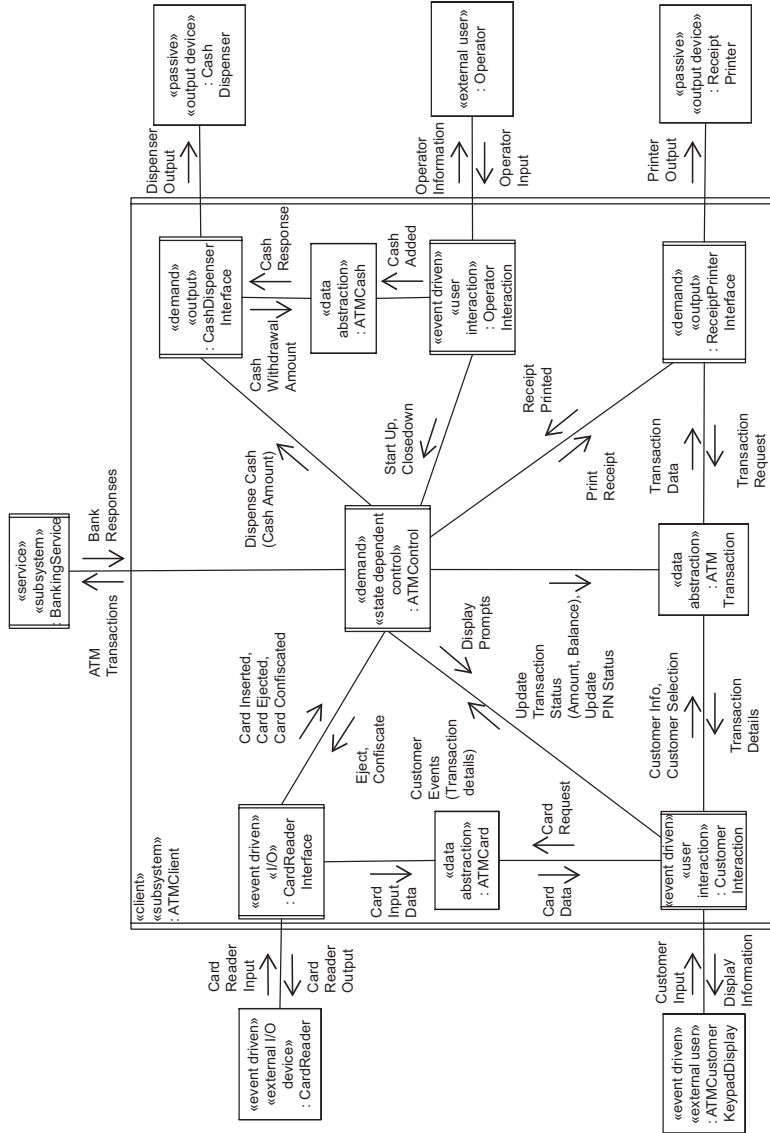 «service»
«subsystem»
: BankingService
ATM
Transactions
Bank
Responses
«client»
«subsystem»
: ATMClient
«event driven»
«external I/O
device»
: CardReader
Card
Reader
Input
Card
Reader
Output
«event driven»
«I/O»
: CardReader
Interface
Card Inserted,
Card Ejected,
Card Confiscated
Eject,
Confiscate
Card
Input
Data
«data
abstraction»
: ATMCard
Card
Request
Card
Data
Customer
Events
(Transaction
details)
Display
Prompts
«demand»
«state dependent
control»
: ATMControl
Dispense Cash
(Cash Amount)
«demand»
«output»
: CashDispenser
Interface
Dispenser
Output
«passive»
«output device»
: Cash
Dispenser
Cash
Withdrawal
Amount
Cash
Response
«data
abstraction»
: ATMCash
Cash
Added
«event driven»
«user
interaction»
: Operator
Interaction
Start Up,
Closedown
Operator
Information
Operator
Input
«external user»
: Operator
Update
Transaction
Status
(Amount, Balance),
Update
PIN Status
Print
Receipt
Receipt
Printed
«event driven»
«external user»
: ATMCustomer
KeypadDisplay
Customer
Input
Display
Information
«event driven»
«user
interaction»
: Customer
Interaction
Customer Info,
Customer Selection
Transaction
Details
«data
abstraction»
: ATM
Transaction
Transaction
Data
Transaction
Request
«demand»
«output»
: ReceiptPrinter
Interface
Printer
Output
«passive»
«output device»
: Receipt
Printer